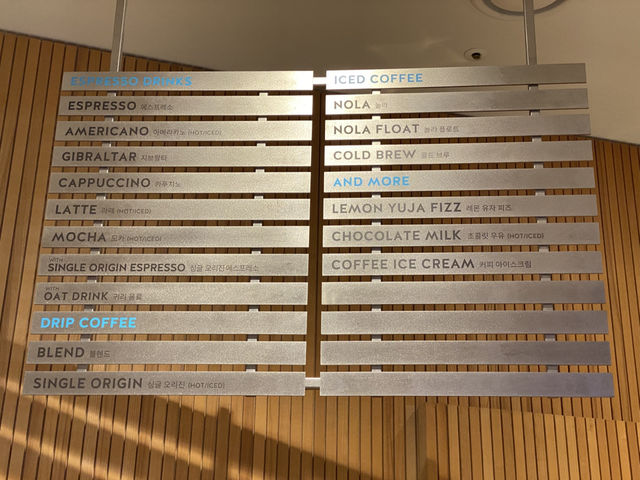 ESPRESSO DRINKS
ESPRESSO 에스프레소
AMERICANO 아메리카노 (HOT/ICED)
GIBRALTAR 지브랄타
CAPPUCCINO 카푸치노
LATTE 라떼 (HOT/ICED)
MOCHA 모카 (HOT/ICED)
WITH
SINGLE ORIGIN ESPRESSO 싱글 오리진 에스프레소
WITH
OAT DRINK 귀리 음료
DRIP COFFEE
BLEND 블렌드
SINGLE ORIGIN 싱글 오리진 (HOT/ICED)
ICED COFFEE
NOLA 놀라
NOLA FLOAT 놀라 플로트
COLD BREW 콜드 브루
AND MORE
LEMON YUJA FIZZ 레몬 유자 피즈
CHOCOLATE MILK 초콜릿 우유 (HOT/ICED)
COFFEE ICE CREAM 커피 아이스크림